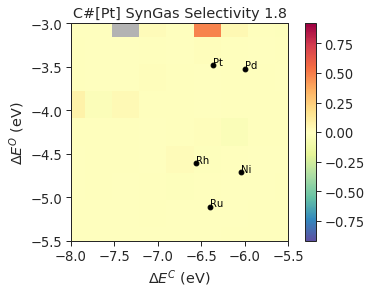 C#[Pt] SynGas Selectivity 1.8
ΔE^O (eV)
−3.0
−3.5
−4.0
−4.5
−5.0
−5.5
Pt
Pd
Rh
Ni
Ru
−8.0 −7.5 −7.0 −6.5 −6.0 −5.5
ΔE^C (eV)
0.75
0.50
0.25
0.00
−0.25
−0.50
−0.75